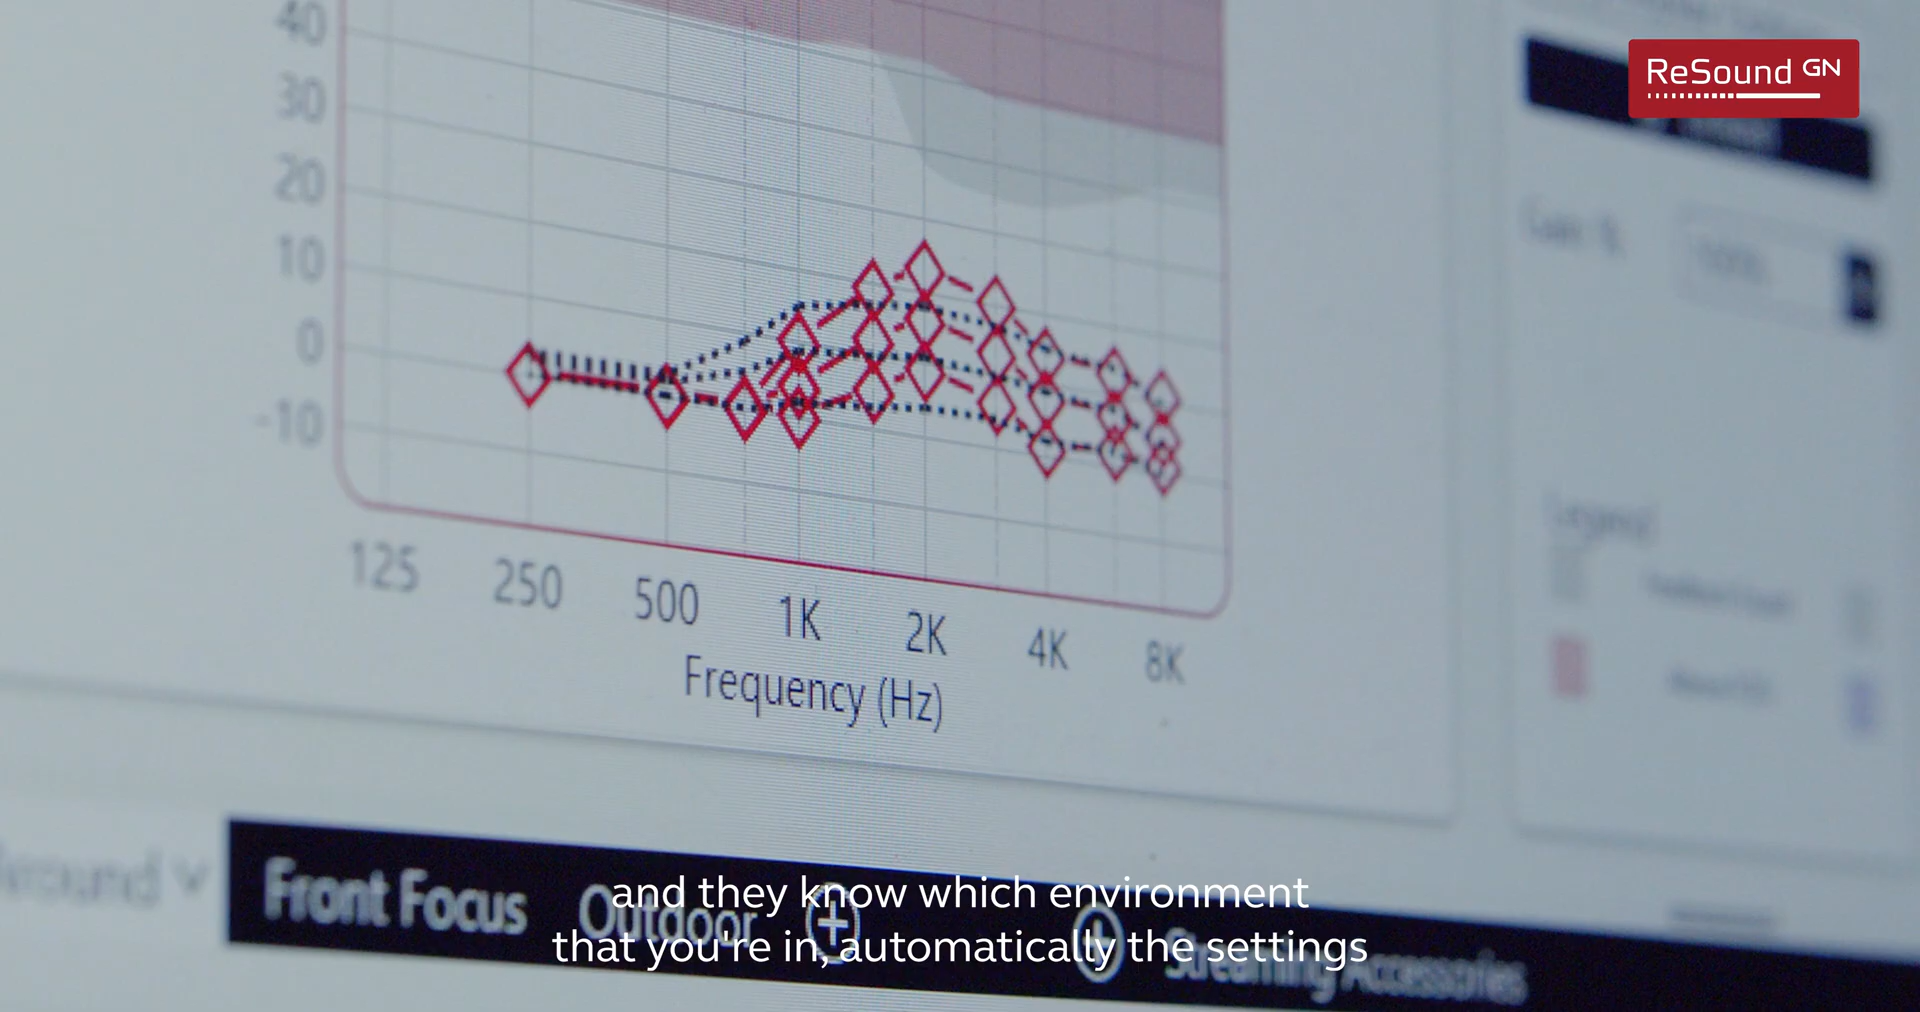 ReSound GN
40
30
20
10
0
-10
125 250 500 1K 2K 4K 8K
Frequency (Hz)
Legend
Front Focus Outdoor Streaming Accessories
and they know which environment
that you're in, automatically the settings